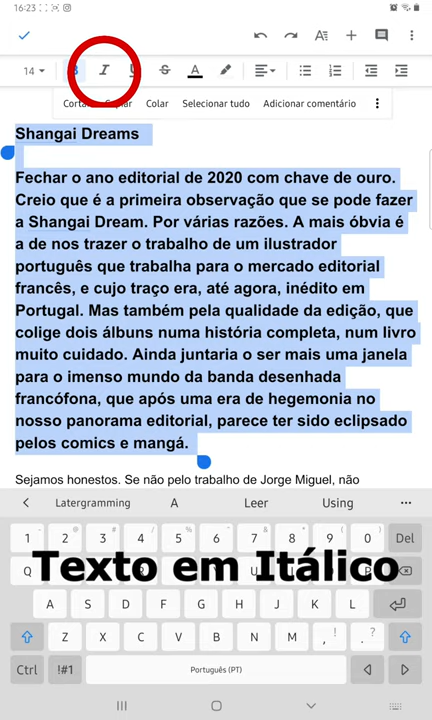 16:23
14 B I U S A
Cortar Copiar Colar Selecionar tudo Adicionar comentário
Shangai Dreams
Fechar o ano editorial de 2020 com chave de ouro.
Creio que é a primeira observação que se pode fazer
a Shangai Dream. Por várias razões. A mais óbvia é
a de nos trazer o trabalho de um ilustrador
português que trabalha para o mercado editorial
francês, e cujo traço era, até agora, inédito em
Portugal. Mas também pela qualidade da edição, que
colige dois álbuns numa história completa, num livro
muito cuidado. Ainda juntaria o ser mais uma janela
para o imenso mundo da banda desenhada
francófona, que após uma era de hegemonia no
nosso panorama editorial, parece ter sido eclipsado
pelos comics e mangá.
Sejamos honestos. Se não pelo trabalho de Jorge Miguel, não
Latergramming A Leer Using
1 2 3 4 5 6 7 8 9 0 Del
Texto em Itálico
Q
A S D F G H J K L
Z X C V B N M , ! . ?
Ctrl !#1 Português (PT)